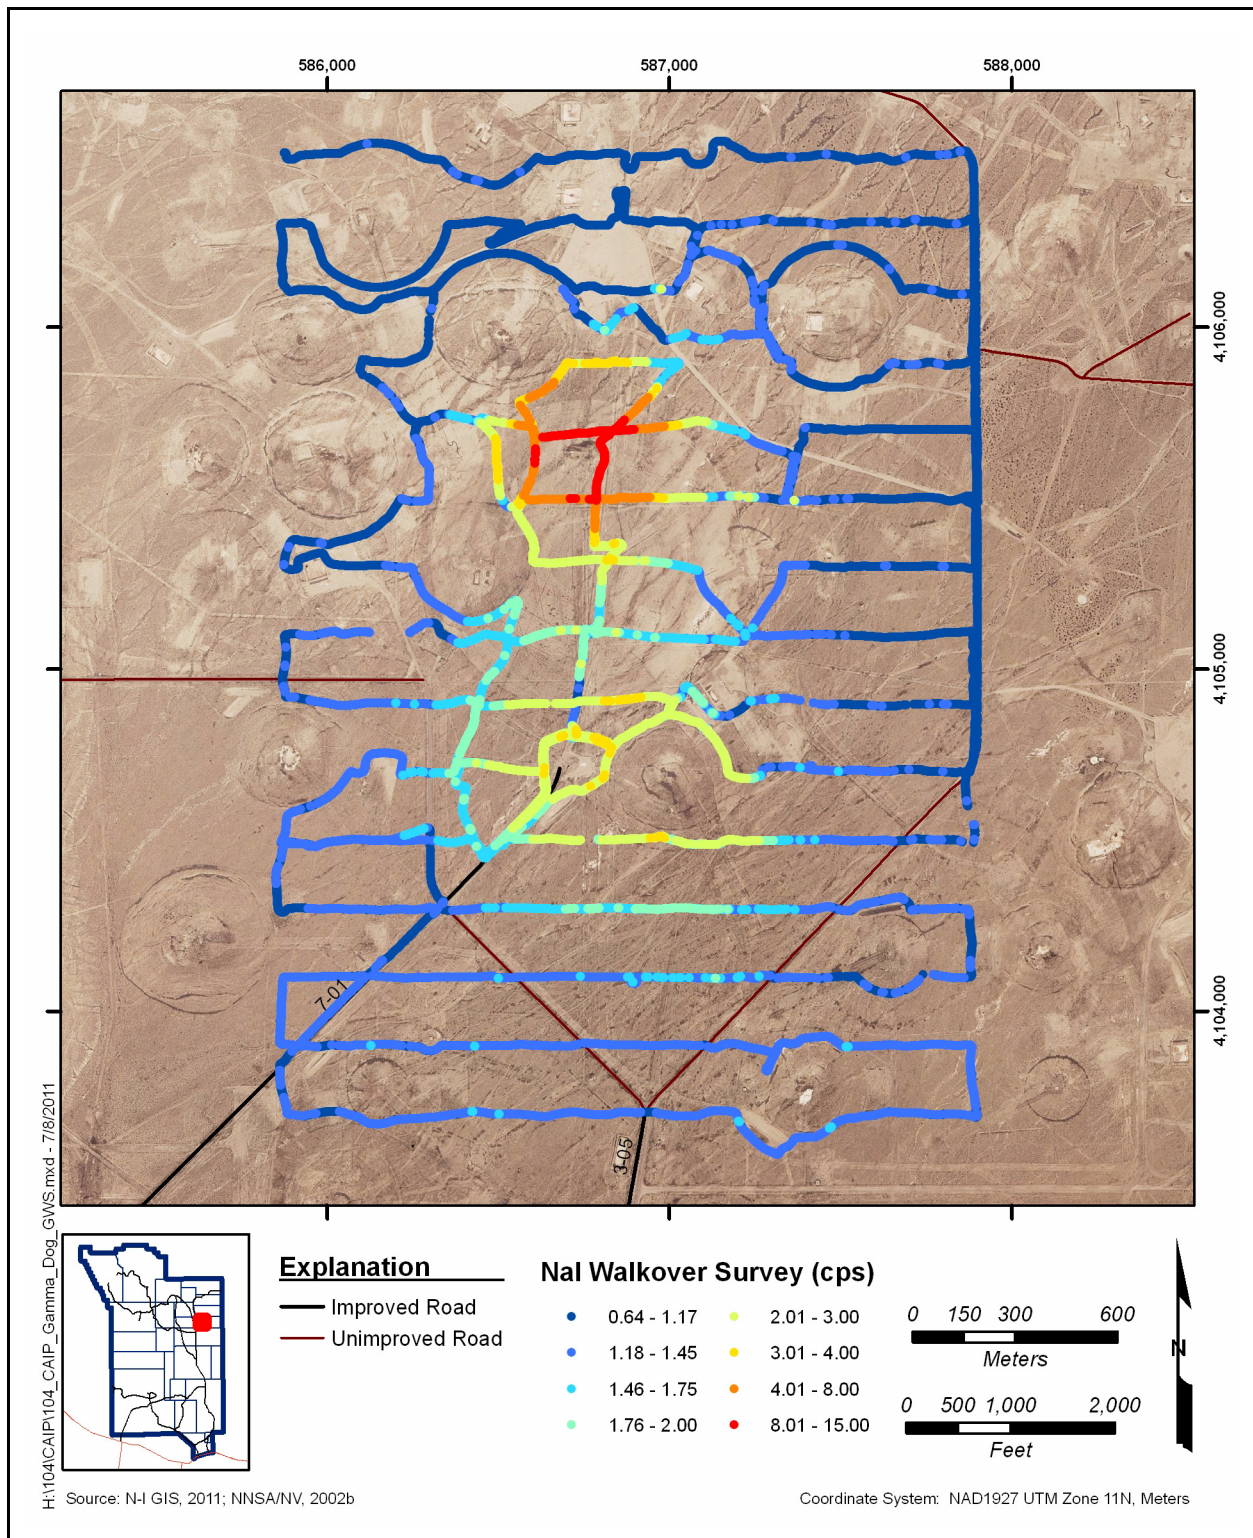 586,000
587,000
588,000
4,106,000
4,105,000
4,104,000
7-01
3-05
H:\104\CAIP\104_CAIP_Gamma_Dog_GWS.mxd - 7/8/2011
Explanation
Improved Road
Unimproved Road
NaI Walkover Survey (cps)
0.64 - 1.17
1.18 - 1.45
1.46 - 1.75
1.76 - 2.00
2.01 - 3.00
3.01 - 4.00
4.01 - 8.00
8.01 - 15.00
0 150 300 600
Meters
0 500 1,000 2,000
Feet
N
Source: N-I GIS, 2011; NNSA/NV, 2002b
Coordinate System: NAD1927 UTM Zone 11N, Meters